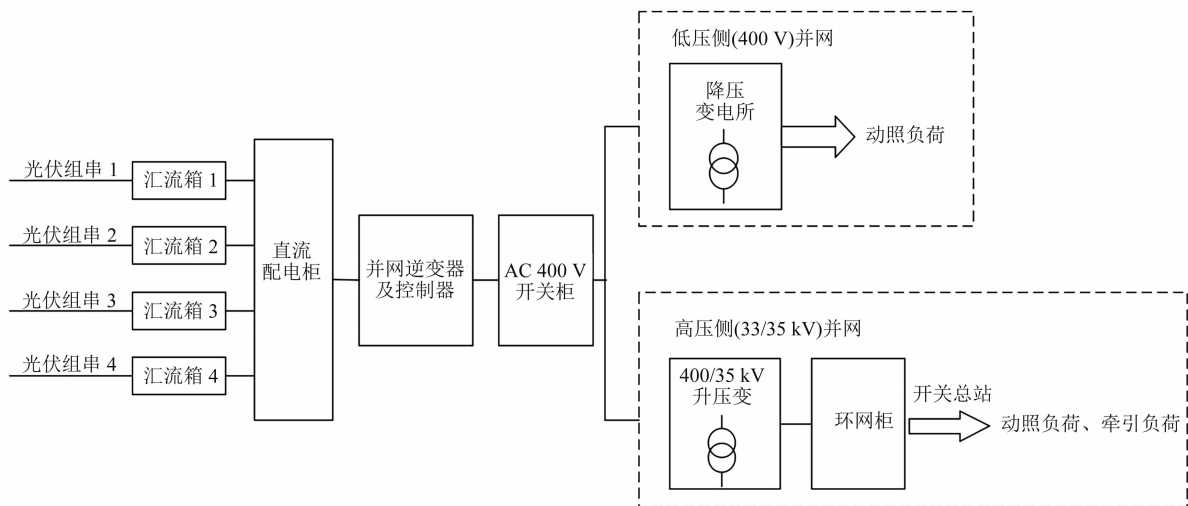 光伏组串 1
汇流箱 1
光伏组串 2
汇流箱 2
光伏组串 3
汇流箱 3
光伏组串 4
汇流箱 4
直流
配电柜
并网逆变器
及控制器
AC 400 V
开关柜
低压侧(400 V)并网
降压
变电所
动照负荷
高压侧(33/35 kV)并网
400/35 kV
升压变
环网柜
开关总站
动照负荷、牵引负荷